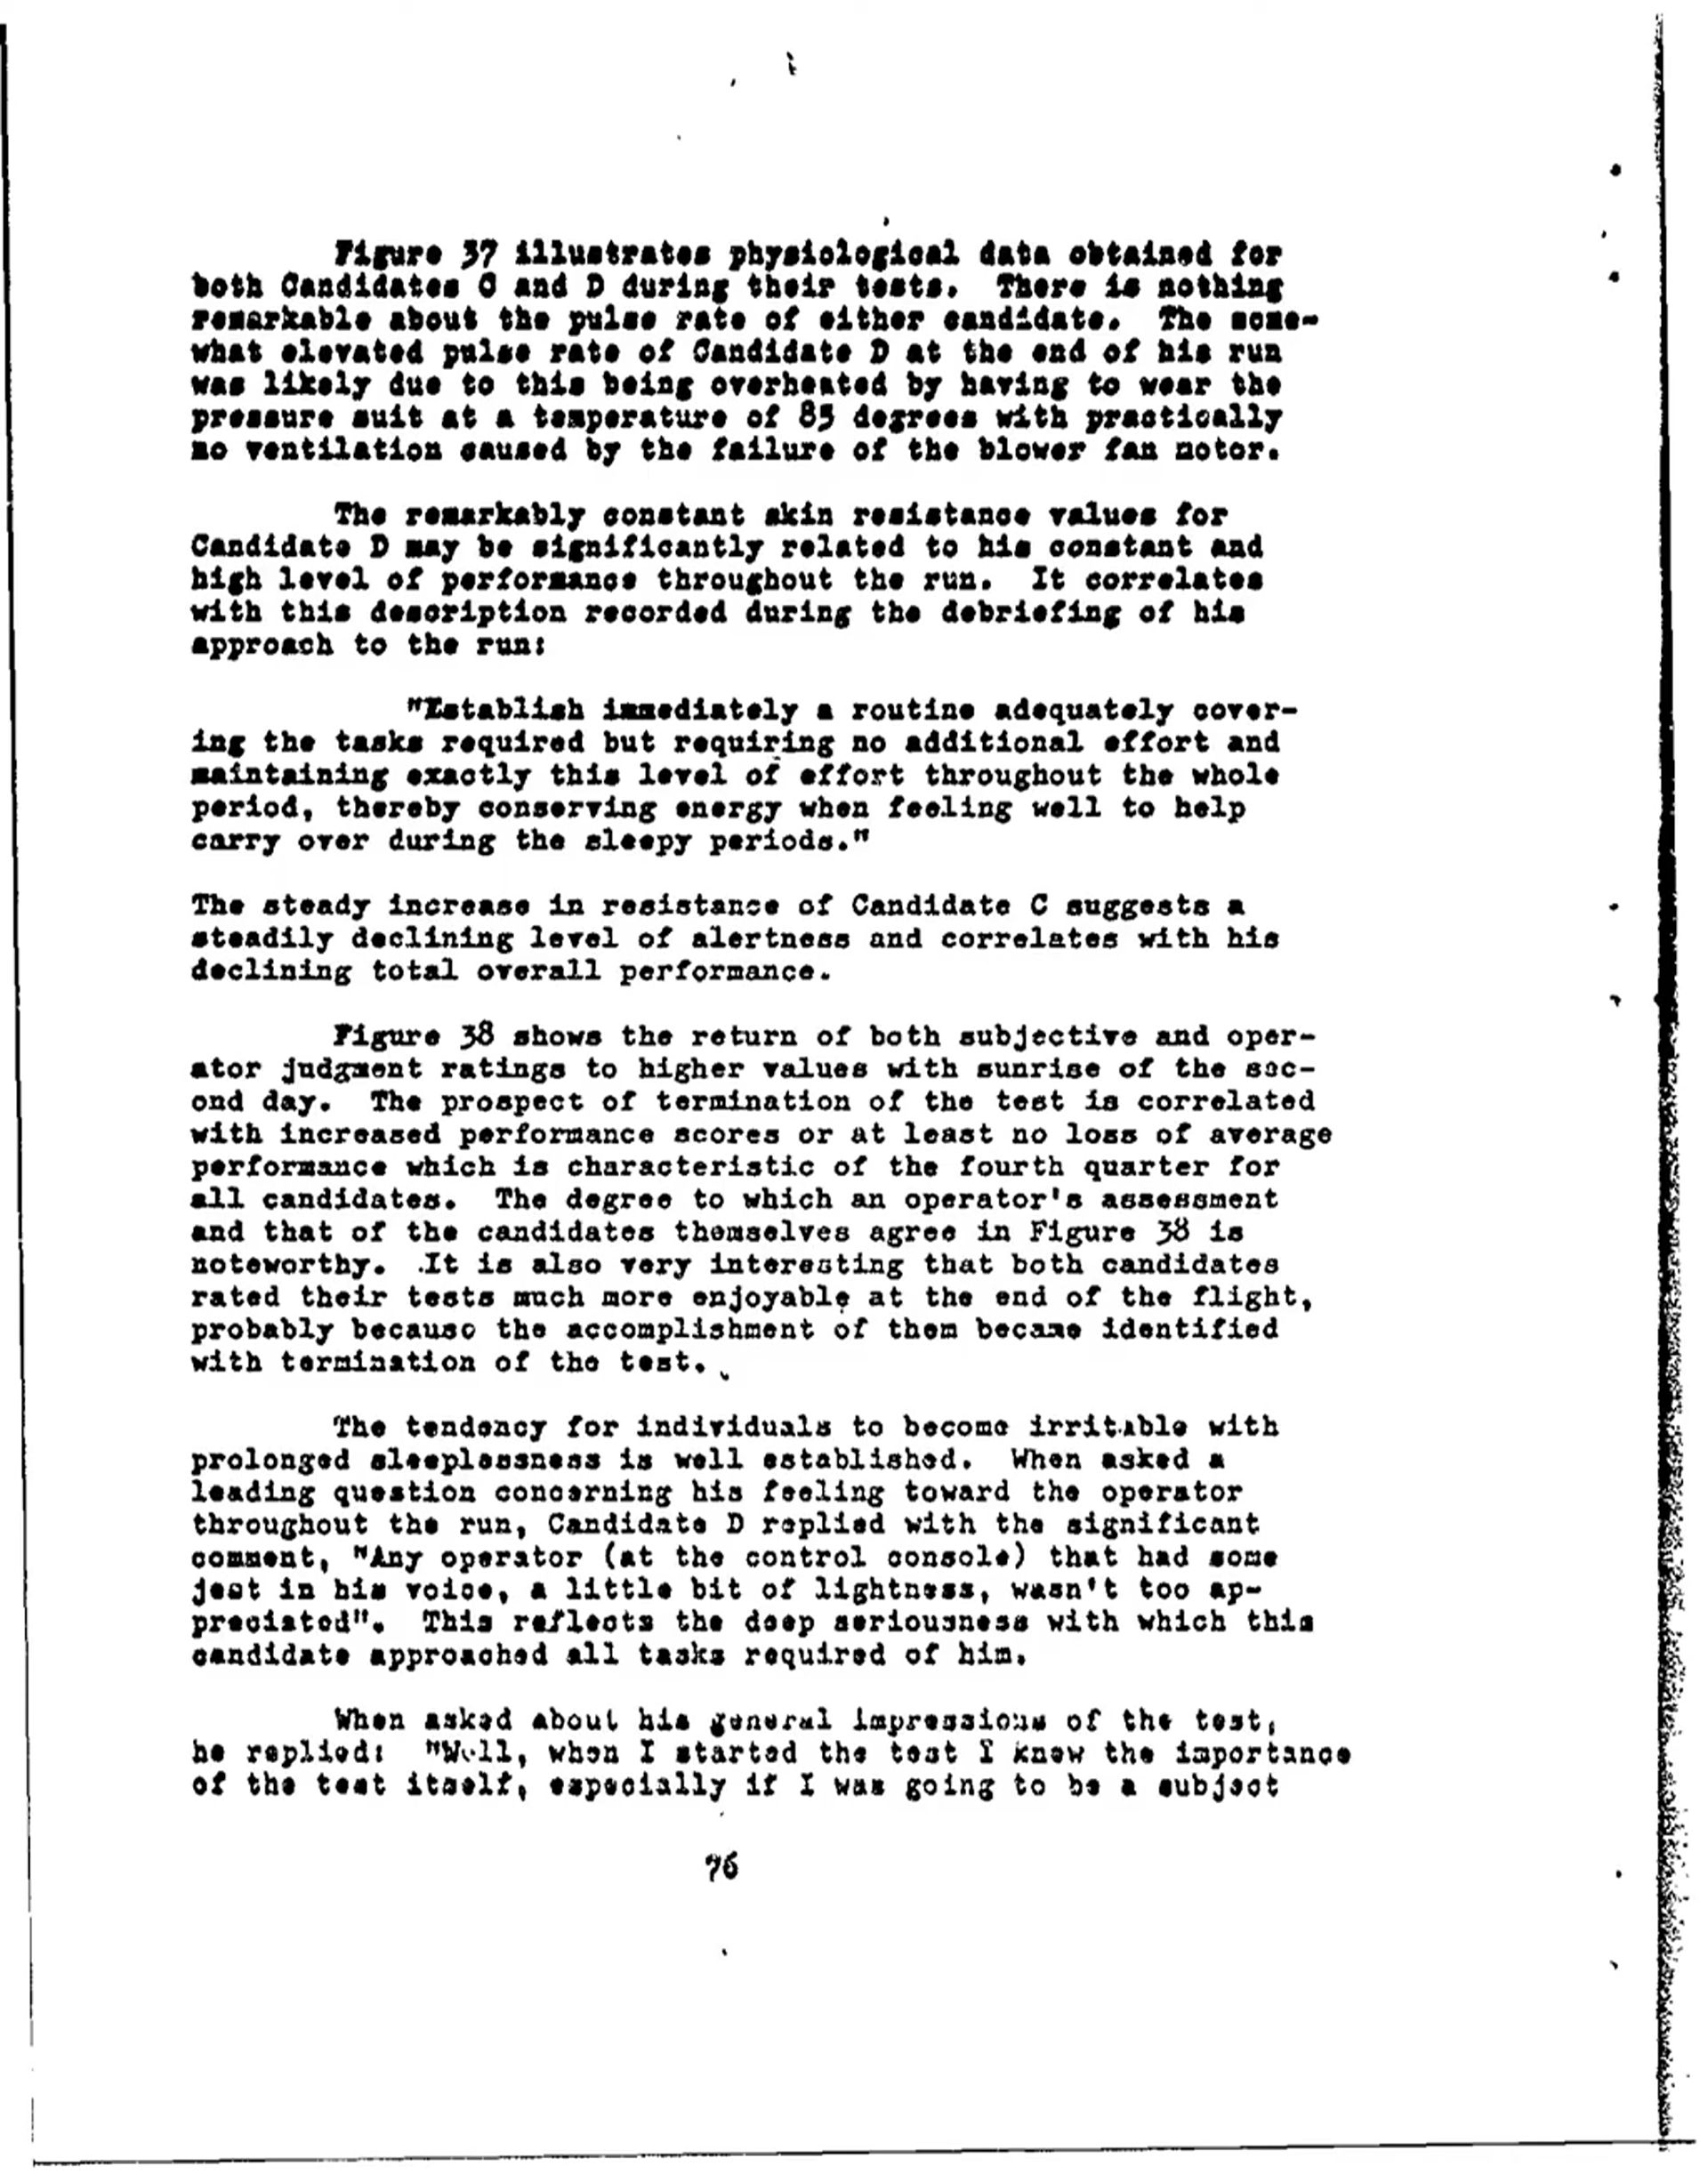 Figure 37 illustrates physiological data obtained for
both Candidates C and D during their tests. There is nothing
remarkable about the pulse rate of either candidate. The some-
what elevated pulse rate of Candidate D at the end of his run
was likely due to this being overheated by having to wear the
pressure suit at a temperature of 85 degrees with practically
no ventilation caused by the failure of the blower fan motor.
The remarkably constant skin resistance values for
Candidate D may be significantly related to his constant and
high level of performance throughout the run. It correlates
with this description recorded during the debriefing of his
approach to the run:
"Establish immediately a routine adequately cover-
ing the tasks required but requiring no additional effort and
maintaining exactly this level of effort throughout the whole
period, thereby conserving energy when feeling well to help
carry over during the sleepy periods."
The steady increase in resistance of Candidate C suggests a
steadily declining level of alertness and correlates with his
declining total overall performance.
Figure 38 shows the return of both subjective and oper-
ator judgment ratings to higher values with sunrise of the sec-
ond day. The prospect of termination of the test is correlated
with increased performance scores or at least no loss of average
performance which is characteristic of the fourth quarter for
all candidates. The degree to which an operator's assessment
and that of the candidates themselves agree in Figure 38 is
noteworthy. It is also very interesting that both candidates
rated their tests much more enjoyable at the end of the flight,
probably because the accomplishment of them became identified
with termination of the test.
The tendency for individuals to become irritable with
prolonged sleeplessness is well established. When asked a
leading question concerning his feeling toward the operator
throughout the run, Candidate D replied with the significant
comment, "Any operator (at the control console) that had some
jest in his voice, a little bit of lightness, wasn't too ap-
preciated". This reflects the deep seriousness with which this
candidate approached all tasks required of him.
When asked about his general impressions of the test,
he replied: "Well, when I started the test I knew the importance
of the test itself, especially if I was going to be a subject
76